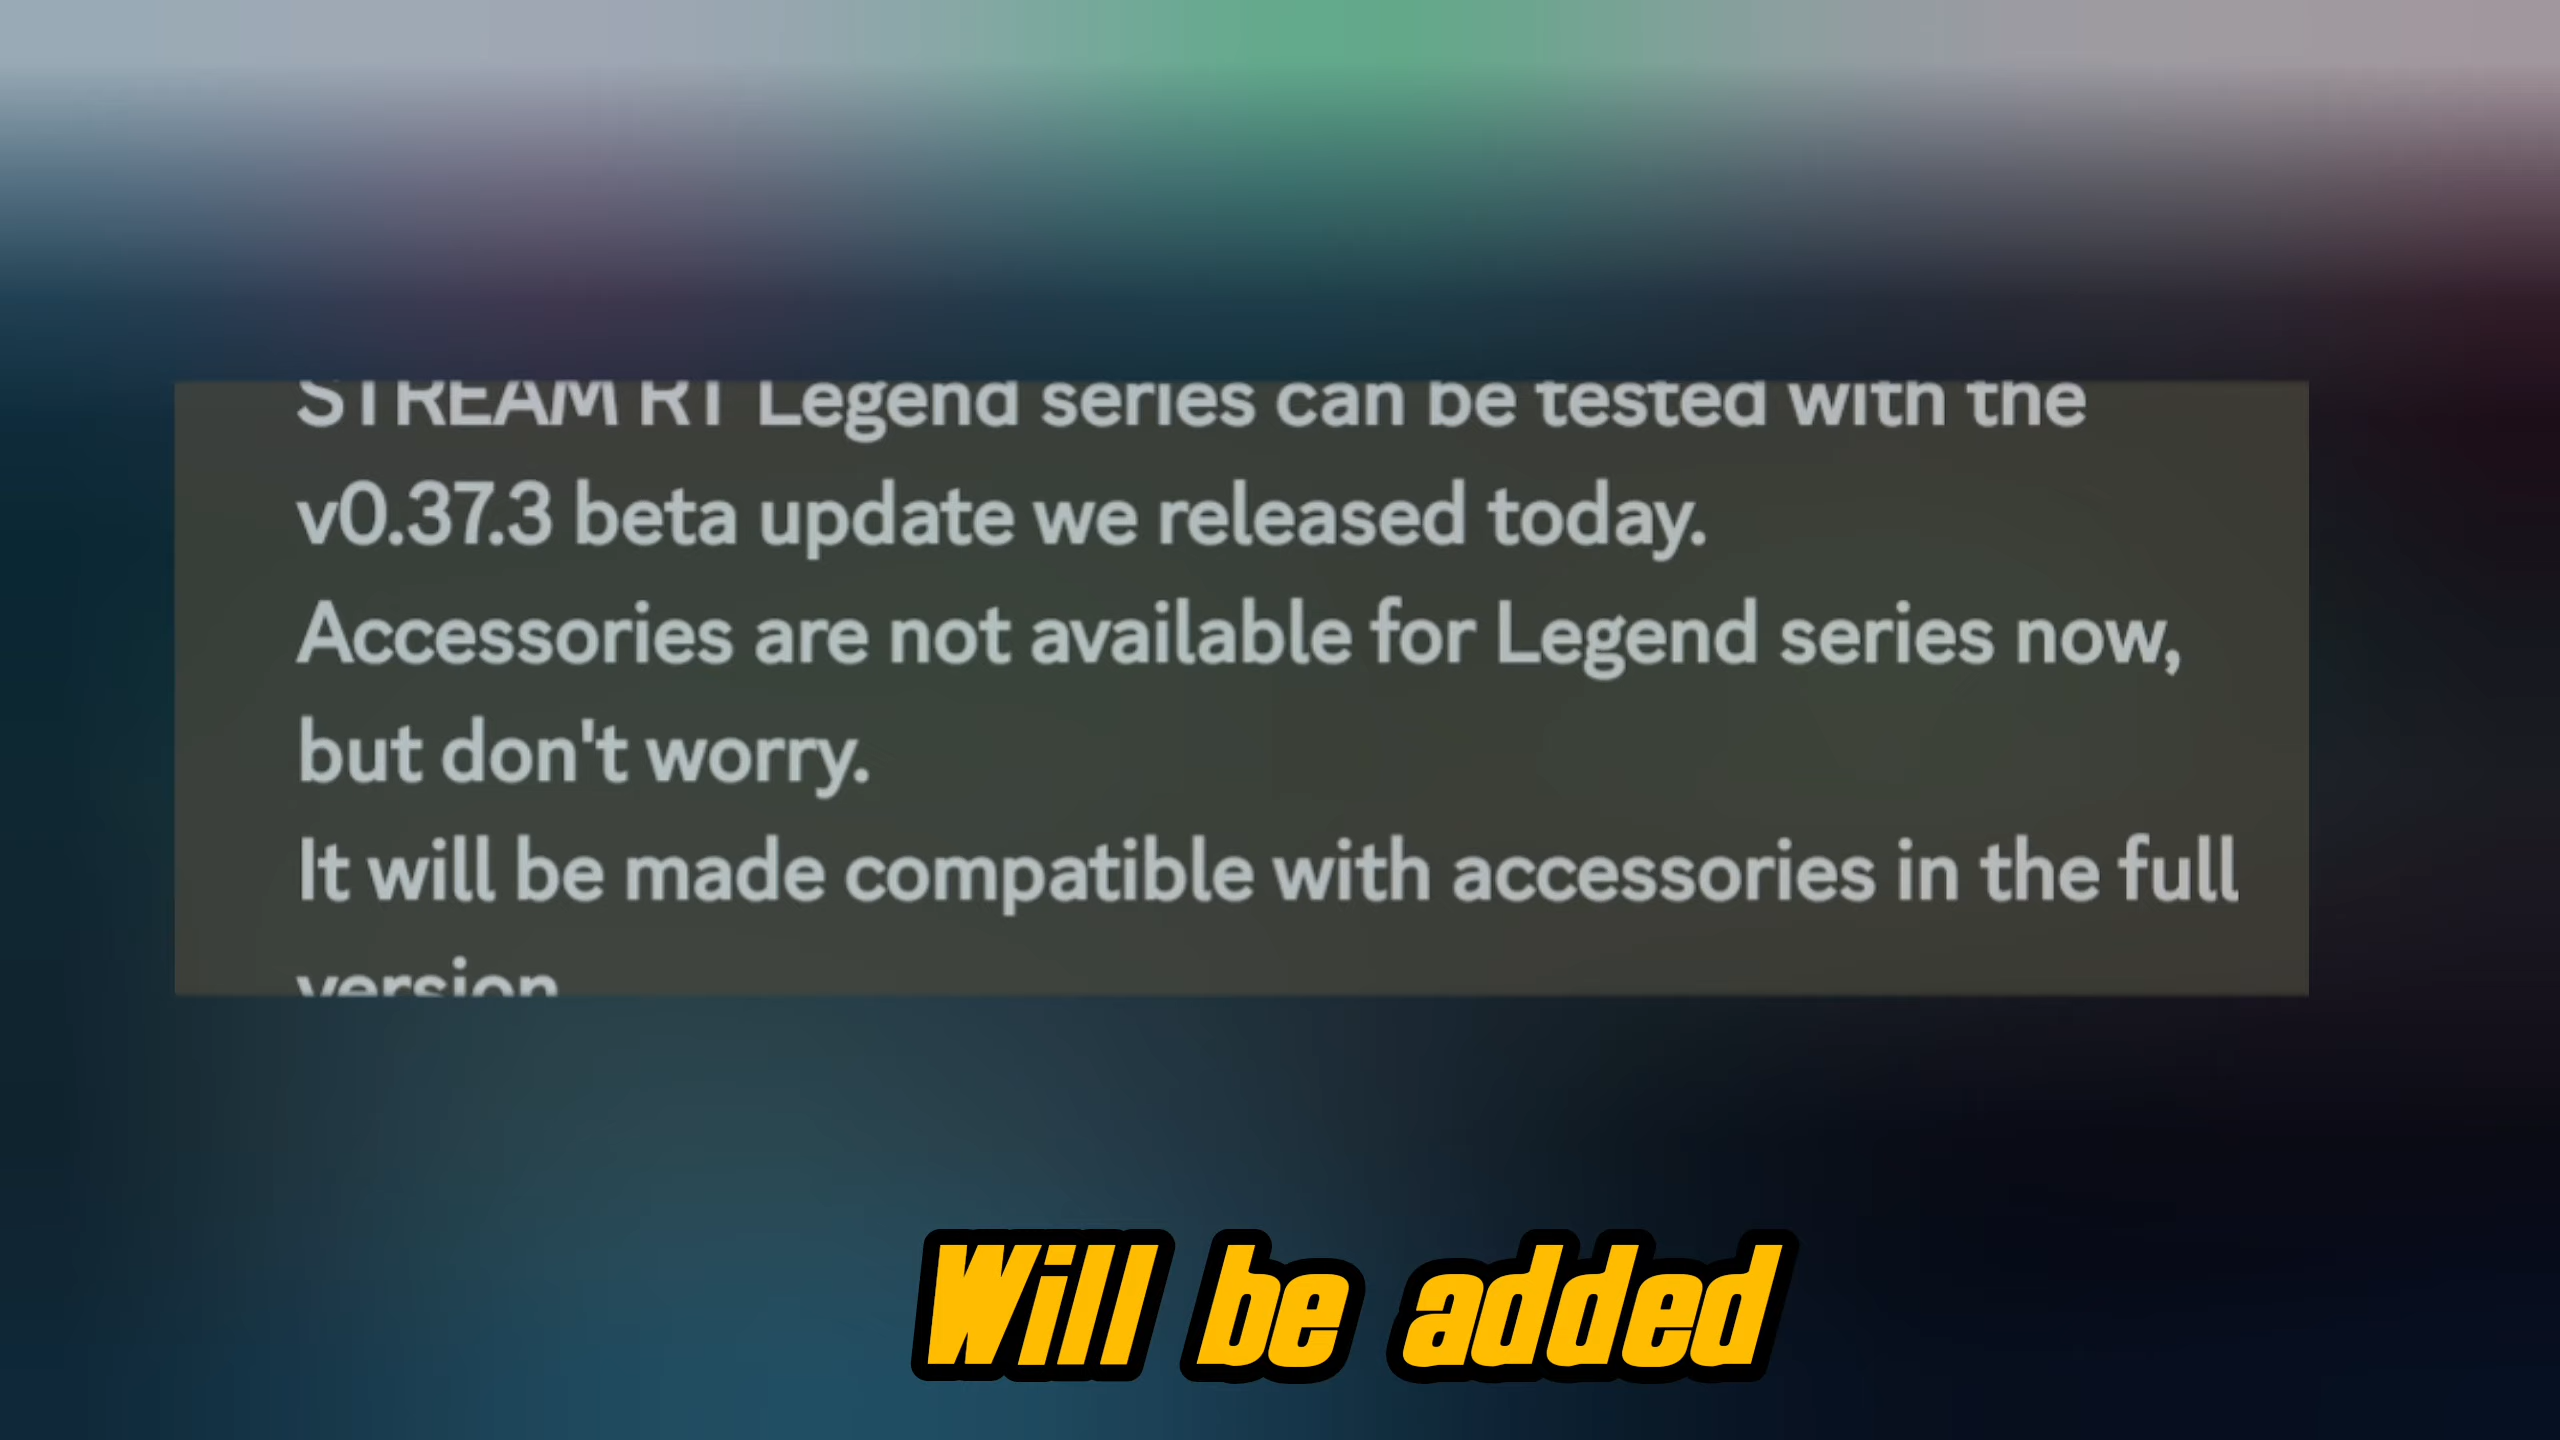 STREAM RT Legend series can be tested with the
v0.37.3 beta update we released today.
Accessories are not available for Legend series now,
but don't worry.
It will be made compatible with accessories in the full
version
Will be added